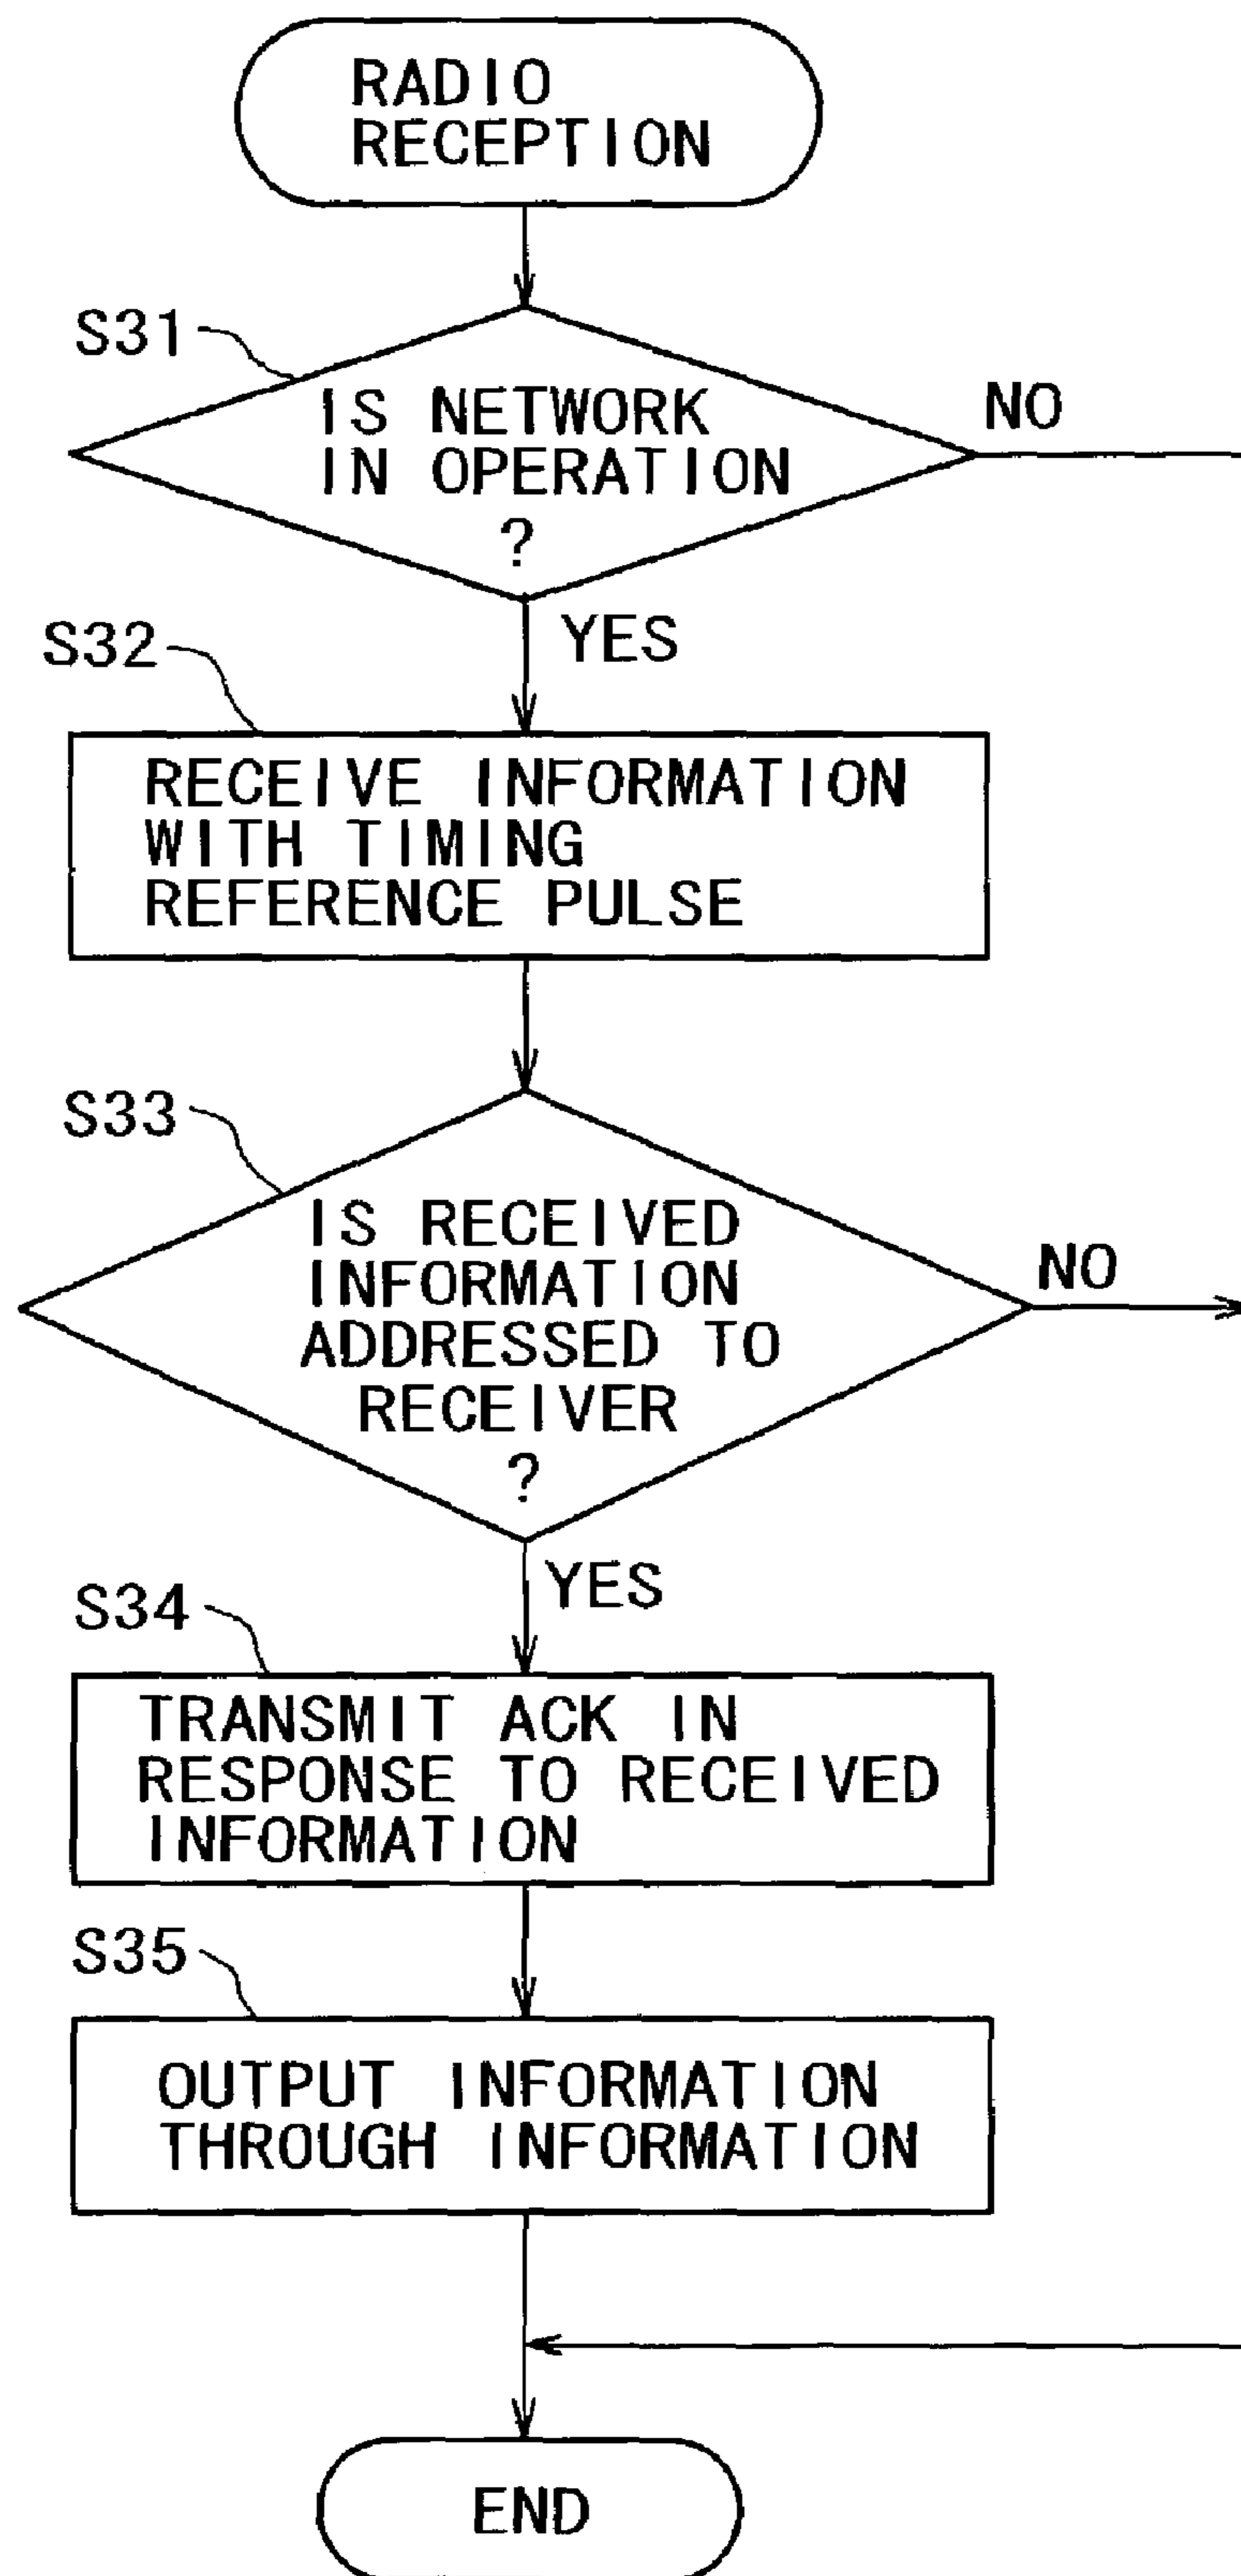 RADIO
RECEPTION
S31
IS NETWORK
IN OPERATION
?
NO
YES
S32
RECEIVE INFORMATION
WITH TIMING
REFERENCE PULSE
S33
IS RECEIVED
INFORMATION
ADDRESSED TO
RECEIVER
?
NO
YES
S34
TRANSMIT ACK IN
RESPONSE TO RECEIVED
INFORMATION
S35
OUTPUT INFORMATION
THROUGH INFORMATION
END